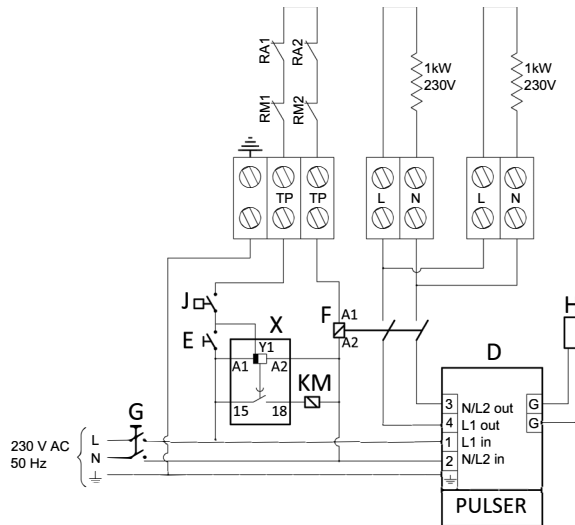 RA1
RA2
RM1
RM2
1kW
230V
1kW
230V
TP
TP
L
N
L
N
J
E
X
Y1
A1
A2
15
18
KM
F
A1
A2
H
D
3
N/L2 out
G
4
L1 out
G
1
L1 in
2
N/L2 in
PULSER
G
230 V AC
50 Hz
L
N